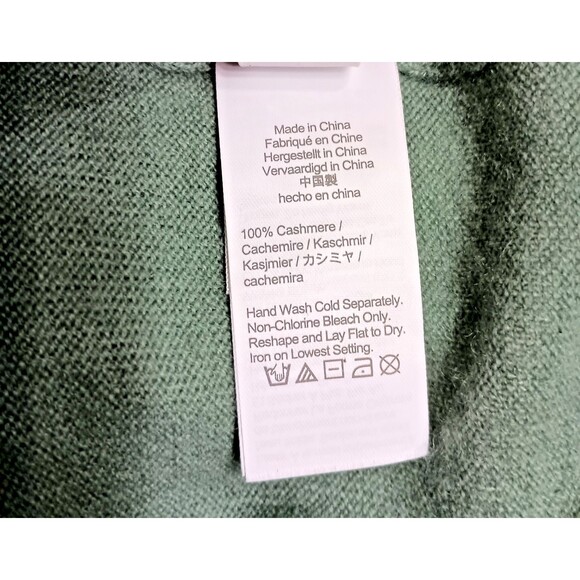 Made in China
Fabriqué en Chine
Hergestellt in China
Vervaardigd in China
中国製
hecho en china
100% Cashmere /
Cachemire / Kaschmir /
Kasjmier / カシミヤ /
cachemira
Hand Wash Cold Separately.
Non-Chlorine Bleach Only.
Reshape and Lay Flat to Dry.
Iron on Lowest Setting.